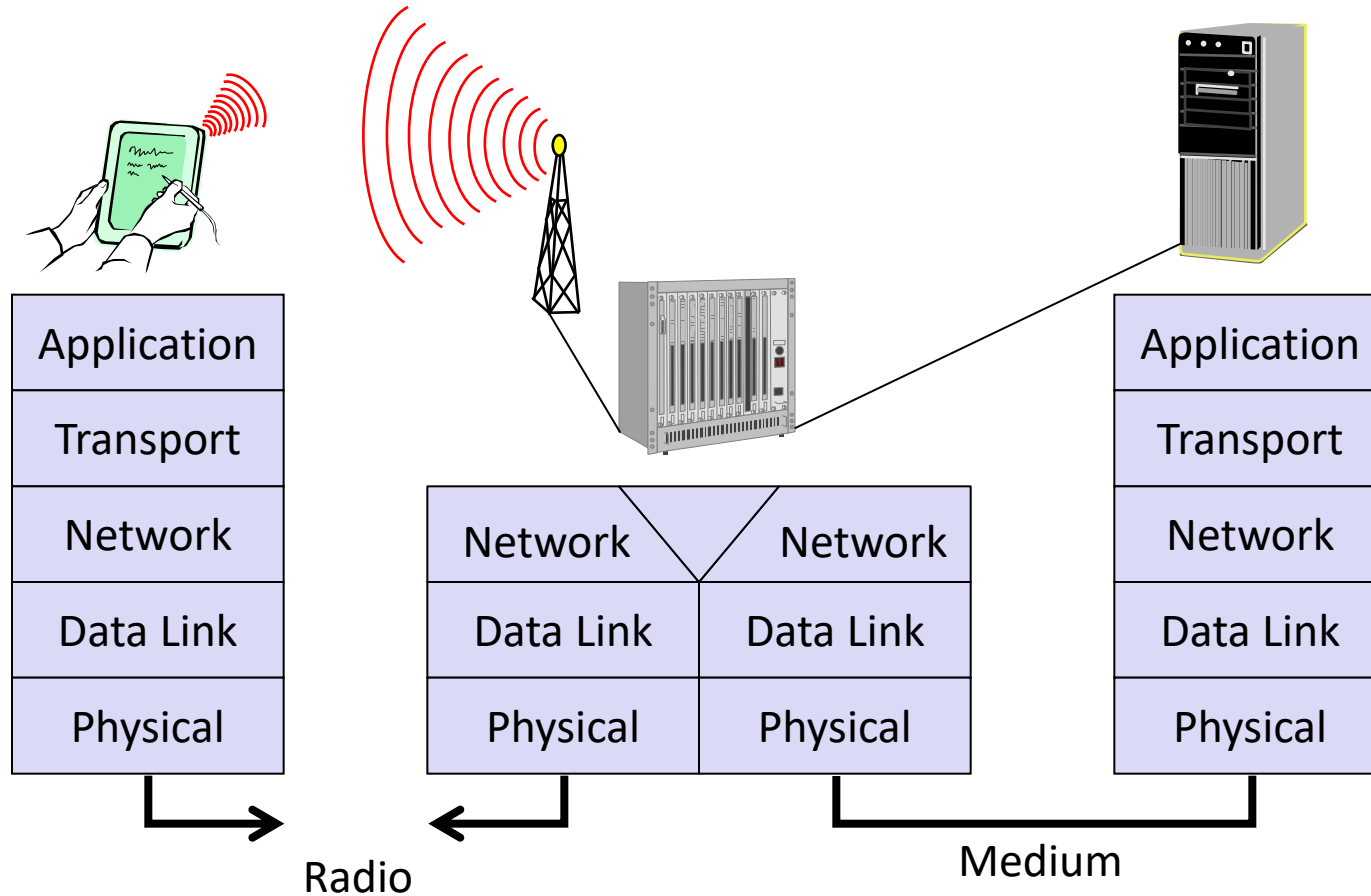 Application
Transport
Network
Data Link
Physical
Network
Data Link
Physical
Network
Data Link
Physical
Application
Transport
Network
Data Link
Physical
Radio
Medium